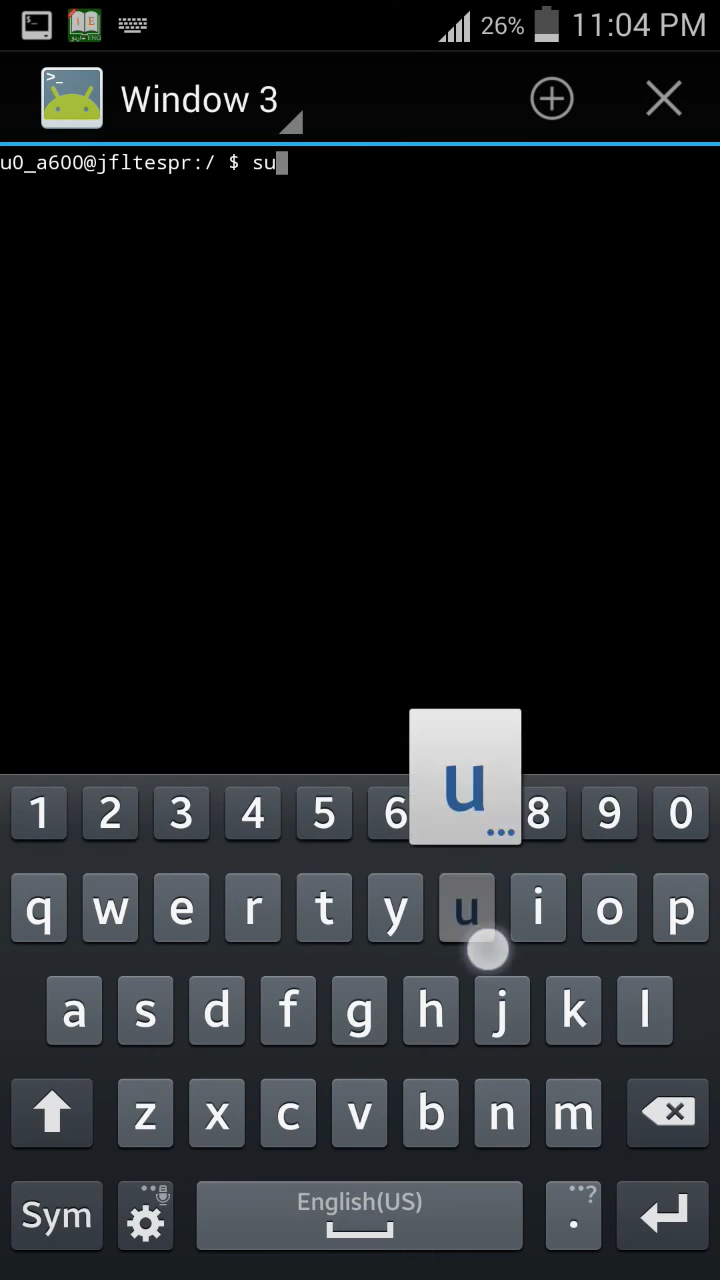 26% 11:04 PM
Window 3
u0_a600@jfltespr:/ $ su
u
1 2 3 4 5 6 8 9 0
q w e r t y u i o p
a s d f g h j k l
z x c v b n m
Sym English(US) . ?